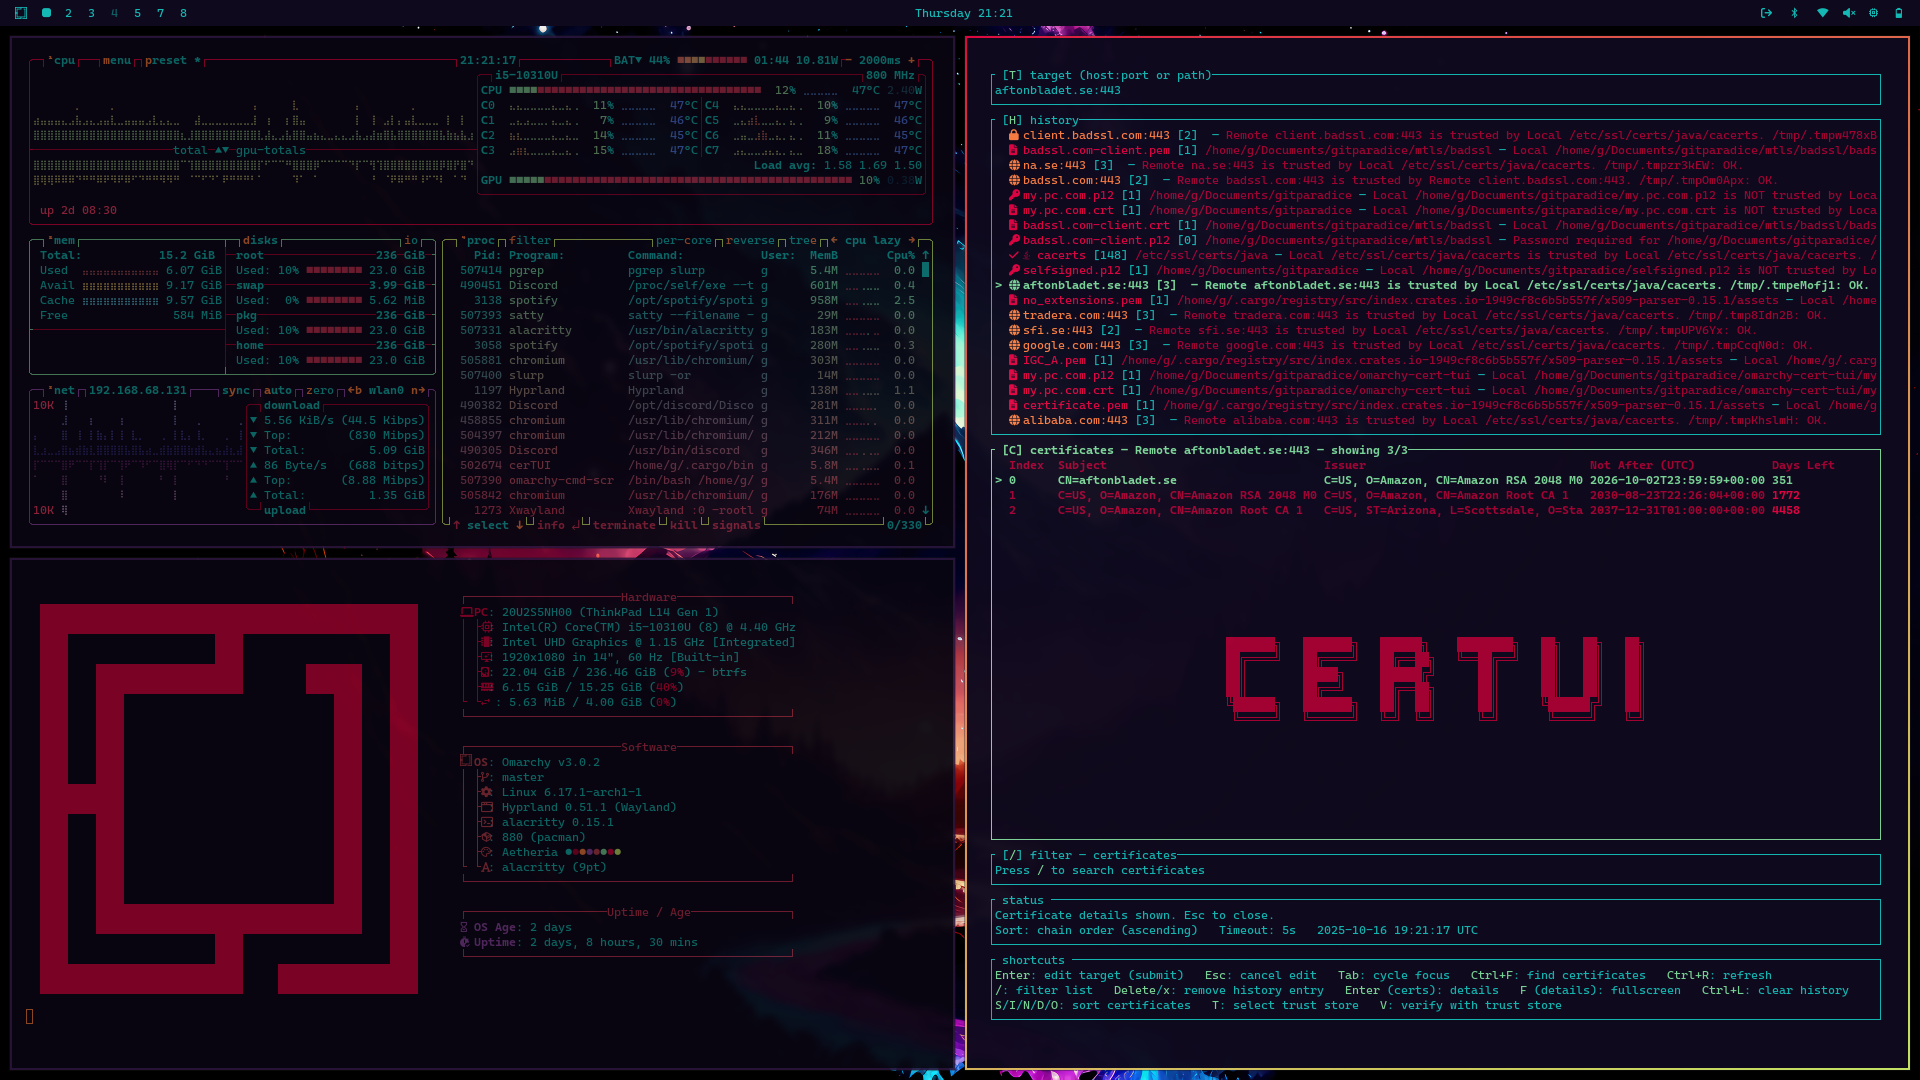 2 3 4 5 7 8
Thursday 21:21
cpu menu preset * 21:21:17 BAT▼ 44% 01:44 10.81W - 2000ms +
i5-10310U 800 MHz
CPU 12% 47°C 2.40W
C0 11% 47°C C4 10% 47°C
C1 7% 46°C C5 9% 46°C
C2 14% 45°C C6 11% 45°C
C3 15% 47°C C7 18% 47°C
total ▲▼ gpu-totals
Load avg: 1.58 1.69 1.50
GPU 10% 0.38W
up 2d 08:30
mem
Total: 15.2 GiB
Used 6.07 GiB
Avail 9.17 GiB
Cache 9.57 GiB
Free 584 MiB
disks io
root 236 GiB
Used: 10% 23.0 GiB
swap 3.99 GiB
Used: 0% 5.62 MiB
pkg 236 GiB
Used: 10% 23.0 GiB
home 236 GiB
Used: 10% 23.0 GiB
net 192.168.68.131 sync auto zero ←b wlan0 n→
10K
download
▼ 5.56 KiB/s (44.5 Kibps)
▼ Top: (830 Mibps)
▼ Total: 5.09 GiB
▲ 86 Byte/s (688 bitps)
▲ Top: (8.88 Mibps)
▲ Total: 1.35 GiB
10K
upload
proc filter per-core reverse tree ← cpu lazy →
Pid: Program: Command: User: MemB Cpu% ↑
507414 pgrep pgrep slurp g 5.4M 0.0
490451 Discord /proc/self/exe --t g 601M 0.4
3138 spotify /opt/spotify/spoti g 958M 2.5
507393 satty satty --filename - g 29M 0.0
507331 alacritty /usr/bin/alacritty g 183M 0.0
3058 spotify /opt/spotify/spoti g 280M 0.3
505881 chromium /usr/lib/chromium/ g 303M 0.0
507400 slurp slurp -or g 14M 0.0
1197 Hyprland Hyprland g 138M 1.1
490382 Discord /opt/discord/Disco g 281M 0.0
458855 chromium /usr/lib/chromium/ g 311M 0.0
504397 chromium /usr/lib/chromium/ g 212M 0.0
490305 Discord /usr/bin/discord g 346M 0.0
502674 cerTUI /home/g/.cargo/bin g 5.8M 0.1
507390 omarchy-cmd-scr /bin/bash /home/g/ g 5.4M 0.0
505842 chromium /usr/lib/chromium/ g 176M 0.0
1273 Xwayland Xwayland :0 -rootl g 74M 0.0 ↓
↑ select ↓ info ↵ terminate kill signals 0/330
Hardware
PC: 20U2S5NH00 (ThinkPad L14 Gen 1)
: Intel(R) Core(TM) i5-10310U (8) @ 4.40 GHz
: Intel UHD Graphics @ 1.15 GHz [Integrated]
: 1920x1080 in 14", 60 Hz [Built-in]
: 22.04 GiB / 236.46 GiB (9%) - btrfs
: 6.15 GiB / 15.25 GiB (40%)
: 5.63 MiB / 4.00 GiB (0%)
Software
OS: Omarchy v3.0.2
: master
: Linux 6.17.1-arch1-1
: Hyprland 0.51.1 (Wayland)
: alacritty 0.15.1
: 880 (pacman)
: Aetheria
: alacritty (9pt)
Uptime / Age
OS Age: 2 days
Uptime: 2 days, 8 hours, 30 mins
[T] target (host:port or path)
aftonbladet.se:443
[H] history
client.badssl.com:443 [2] - Remote client.badssl.com:443 is trusted by Local /etc/ssl/certs/java/cacerts. /tmp/.tmpw478xB
badssl.com-client.pem [1] /home/g/Documents/gitparadice/mtls/badssl - Local /home/g/Documents/gitparadice/mtls/badssl/bads
na.se:443 [3] - Remote na.se:443 is trusted by Local /etc/ssl/certs/java/cacerts. /tmp/.tmpzr3kEW: OK.
badssl.com:443 [2] - Remote badssl.com:443 is trusted by Remote client.badssl.com:443. /tmp/.tmpOm0Apx: OK.
my.pc.com.p12 [1] /home/g/Documents/gitparadice - Local /home/g/Documents/gitparadice/my.pc.com.p12 is NOT trusted by Loca
my.pc.com.crt [1] /home/g/Documents/gitparadice - Local /home/g/Documents/gitparadice/my.pc.com.crt is NOT trusted by Loca
badssl.com-client.crt [1] /home/g/Documents/gitparadice/mtls/badssl - Local /home/g/Documents/gitparadice/mtls/badssl/bads
badssl.com-client.p12 [0] /home/g/Documents/gitparadice/mtls/badssl - Password required for /home/g/Documents/gitparadice/
cacerts [148] /etc/ssl/certs/java - Local /etc/ssl/certs/java/cacerts is trusted by Local /etc/ssl/certs/java/cacerts. /
selfsigned.p12 [1] /home/g/Documents/gitparadice - Local /home/g/Documents/gitparadice/selfsigned.p12 is NOT trusted by Lo
> aftonbladet.se:443 [3] - Remote aftonbladet.se:443 is trusted by Local /etc/ssl/certs/java/cacerts. /tmp/.tmpeMofj1: OK.
no_extensions.pem [1] /home/g/.cargo/registry/src/index.crates.io-1949cf8c6b5b557f/x509-parser-0.15.1/assets - Local /home
tradera.com:443 [3] - Remote tradera.com:443 is trusted by Local /etc/ssl/certs/java/cacerts. /tmp/.tmp8Idn2B: OK.
sfi.se:443 [2] - Remote sfi.se:443 is trusted by Local /etc/ssl/certs/java/cacerts. /tmp/.tmpUPV6Yx: OK.
google.com:443 [3] - Remote google.com:443 is trusted by Local /etc/ssl/certs/java/cacerts. /tmp/.tmpCcqN0d: OK.
IGC_A.pem [1] /home/g/.cargo/registry/src/index.crates.io-1949cf8c6b5b557f/x509-parser-0.15.1/assets - Local /home/g/.carg
my.pc.com.p12 [1] /home/g/Documents/gitparadice/omarchy-cert-tui - Local /home/g/Documents/gitparadice/omarchy-cert-tui/my
my.pc.com.crt [1] /home/g/Documents/gitparadice/omarchy-cert-tui - Local /home/g/Documents/gitparadice/omarchy-cert-tui/my
certificate.pem [1] /home/g/.cargo/registry/src/index.crates.io-1949cf8c6b5b557f/x509-parser-0.15.1/assets - Local /home/g
alibaba.com:443 [3] - Remote alibaba.com:443 is trusted by Local /etc/ssl/certs/java/cacerts. /tmp/.tmpKhslmH: OK.
[C] certificates - Remote aftonbladet.se:443 - showing 3/3
Index Subject Issuer Not After (UTC) Days Left
> 0 CN=aftonbladet.se C=US, O=Amazon, CN=Amazon RSA 2048 M0 2026-10-02T23:59:59+00:00 351
1 C=US, O=Amazon, CN=Amazon RSA 2048 M0 C=US, O=Amazon, CN=Amazon Root CA 1 2030-08-23T22:26:04+00:00 1772
2 C=US, O=Amazon, CN=Amazon Root CA 1 C=US, ST=Arizona, L=Scottsdale, O=Sta 2037-12-31T01:00:00+00:00 4458
CERTUI
[/] filter - certificates
Press / to search certificates
status
Certificate details shown. Esc to close.
Sort: chain order (ascending) Timeout: 5s 2025-10-16 19:21:17 UTC
shortcuts
Enter: edit target (submit) Esc: cancel edit Tab: cycle focus Ctrl+F: find certificates Ctrl+R: refresh
/: filter list Delete/x: remove history entry Enter (certs): details F (details): fullscreen Ctrl+L: clear history
S/I/N/D/O: sort certificates T: select trust store V: verify with trust store